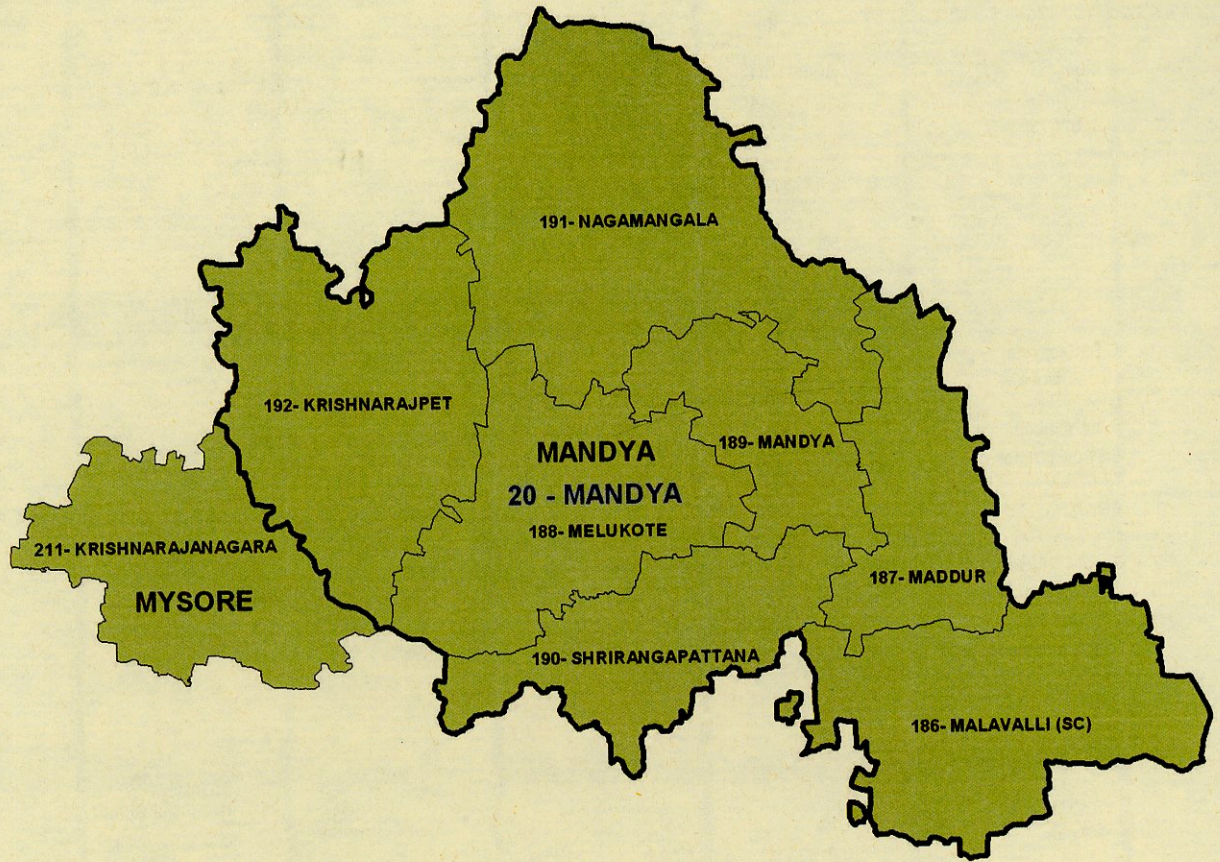 191- NAGAMANGALA
192- KRISHNARAJPET
189- MANDYA
MANDYA
20 - MANDYA
188- MELUKOTE
211- KRISHNARAJANAGARA
MYSORE
187- MADDUR
190- SHRIRANGAPATTANA
186- MALAVALLI (SC)